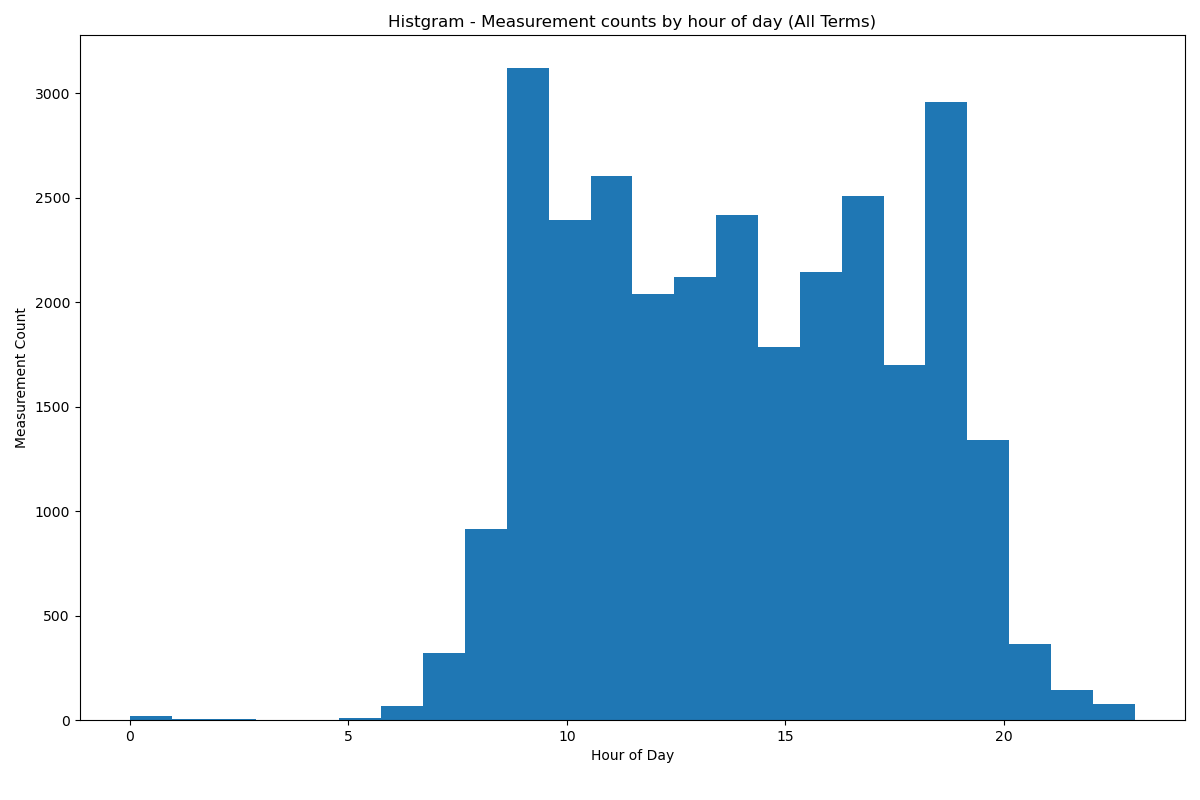 Histgram - Measurement counts by hour of day (All Terms)
3000
2500
2000
1500
1000
500
0
Measurement Count
0 5 10 15 20
Hour of Day